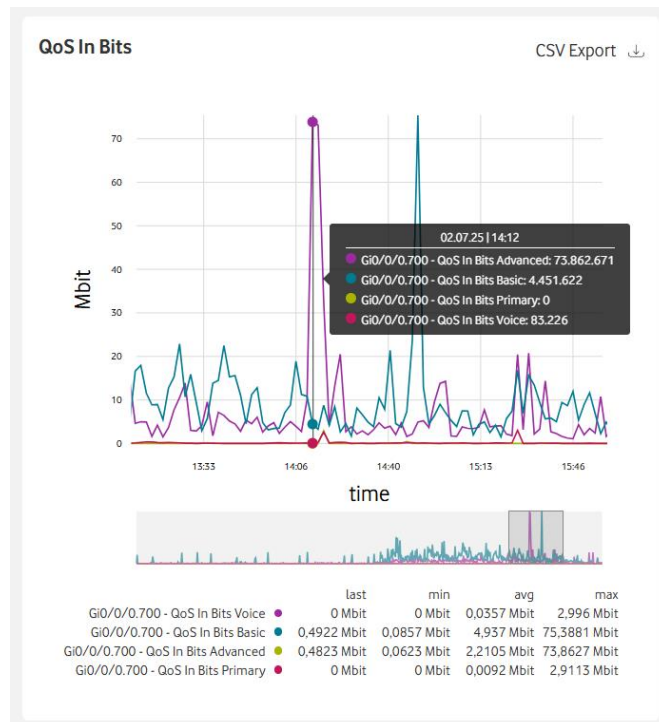 QoS In Bits
CSV Export
70
60
50
40
30
20
10
0
Mbit
02.07.25 | 14:12
Gi0/0/0.700 - QoS In Bits Advanced: 73.862.671
Gi0/0/0.700 - QoS In Bits Basic: 4.451.622
Gi0/0/0.700 - QoS In Bits Primary: 0
Gi0/0/0.700 - QoS In Bits Voice: 83.226
13:33 14:06 14:40 15:13 15:46
time
last min avg max
Gi0/0/0.700 - QoS In Bits Voice 0 Mbit 0 Mbit 0,0357 Mbit 2,996 Mbit
Gi0/0/0.700 - QoS In Bits Basic 0,4922 Mbit 0,0857 Mbit 4,937 Mbit 75,3881 Mbit
Gi0/0/0.700 - QoS In Bits Advanced 0,4823 Mbit 0,0623 Mbit 2,2105 Mbit 73,8627 Mbit
Gi0/0/0.700 - QoS In Bits Primary 0 Mbit 0 Mbit 0,0092 Mbit 2,9113 Mbit